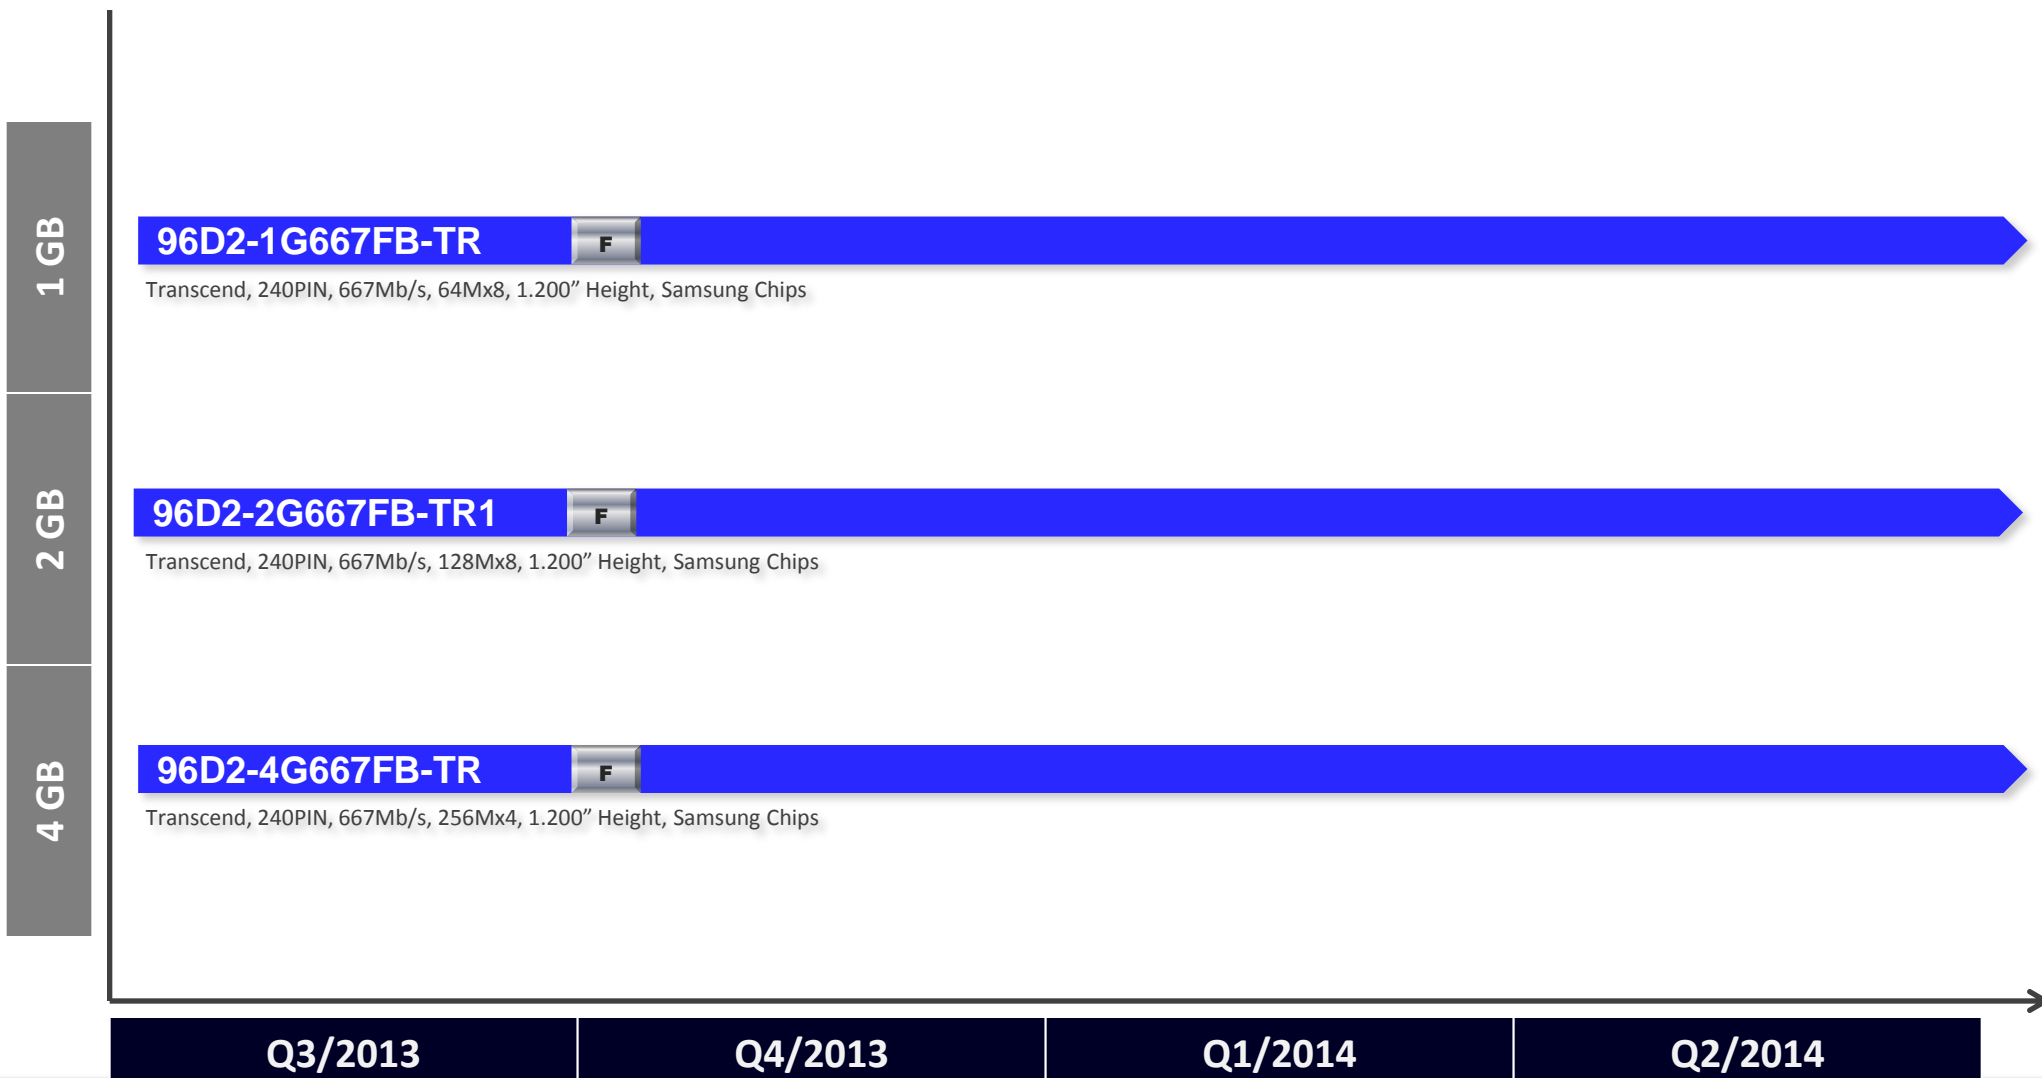 1 GB
96D2-1G667FB-TR F
Transcend, 240PIN, 667Mb/s, 64Mx8, 1.200” Height, Samsung Chips
2 GB
96D2-2G667FB-TR1 F
Transcend, 240PIN, 667Mb/s, 128Mx8, 1.200” Height, Samsung Chips
4 GB
96D2-4G667FB-TR F
Transcend, 240PIN, 667Mb/s, 256Mx4, 1.200” Height, Samsung Chips
Q3/2013 Q4/2013 Q1/2014 Q2/2014